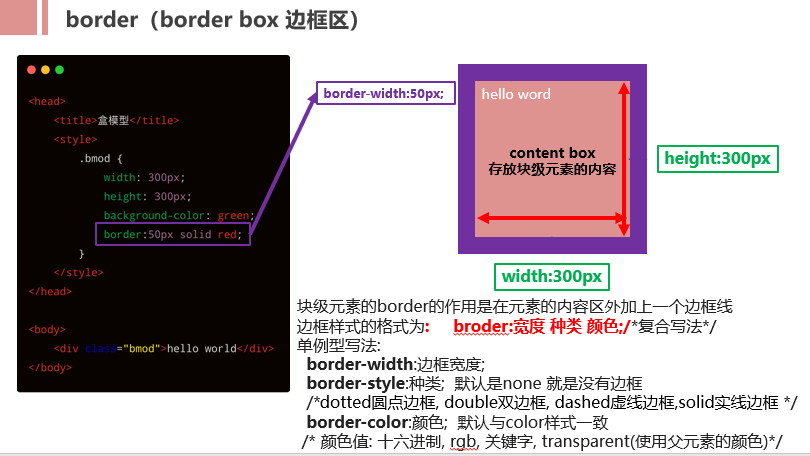 border（border box 边框区）
<head>
<title>盒模型</title>
<style>
.bmod {
width: 300px;
height: 300px;
background-color: green;
border:50px solid red;
}
</style>
</head>
<body>
<div class="bmod">hello world</div>
</body>
border-width:50px;
hello word
content box
存放块级元素的内容
height:300px
width:300px
块级元素的border的作用是在元素的内容区外加上一个边框线
边框样式的格式为： broder:宽度 种类 颜色;/*复合写法*/
单例型写法:
border-width:边框宽度;
border-style:种类; 默认是none 就是没有边框
/*dotted圆点边框, double双边框, dashed虚线边框,solid实线边框 */
border-color:颜色; 默认与color样式一致
/* 颜色值: 十六进制, rgb, 关键字, transparent(使用父元素的颜色)*/